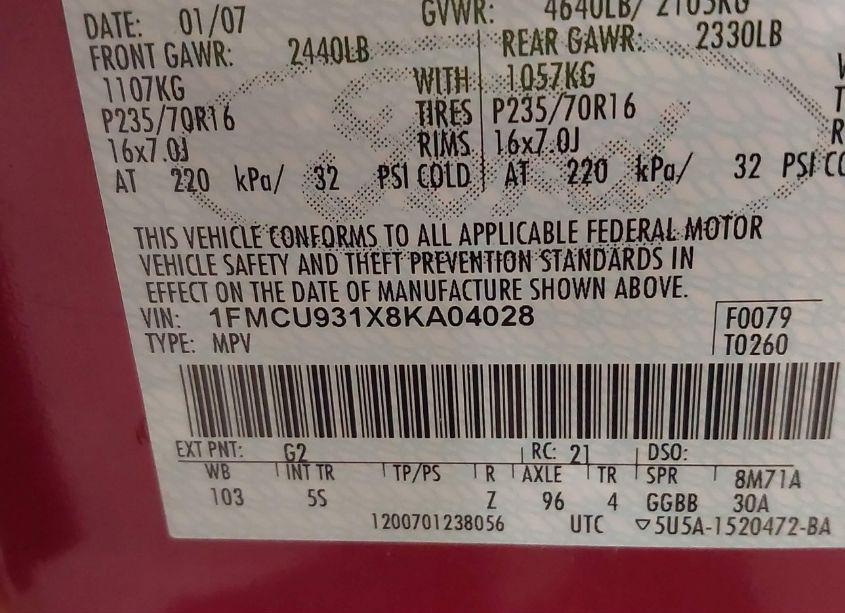 DATE: 01/07 GVWR: 4640LB/ 2105KG
FRONT GAWR: 2440LB REAR GAWR: 2330LB
1107KG WITH 1057KG
P235/70R16 TIRES P235/70R16
16x7.0J RIMS 16x7.0J
AT 220 kPa/ 32 PSI COLD AT 220 kPa/ 32 PSI CO
THIS VEHICLE CONFORMS TO ALL APPLICABLE FEDERAL MOTOR
VEHICLE SAFETY AND THEFT PREVENTION STANDARDS IN
EFFECT ON THE DATE OF MANUFACTURE SHOWN ABOVE.
VIN: 1FMCU931X8KA04028 F0079
TYPE: MPV T0260
EXT PNT: G2 RC: 21 DSO:
WB INT TR TP/PS R AXLE TR SPR 8M71A
103 5S Z 96 4 GGBB 30A
1200701238056 UTC ▽5U5A-1520472-BA